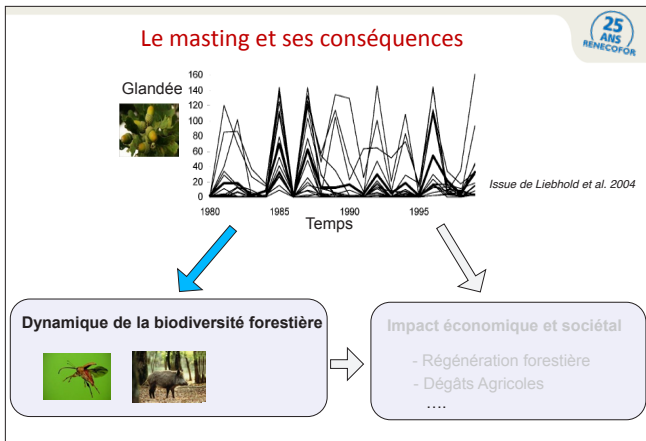 Le masting et ses conséquences
25
ANS
RENECOFOR
Glandée
160
140
120
100
80
60
40
20
0
1980
1985
1990
1995
Temps
Issue de Liebhold et al. 2004
Dynamique de la biodiversité forestière
Impact économique et sociétal
- Régénération forestière
- Dégâts Agricoles
....